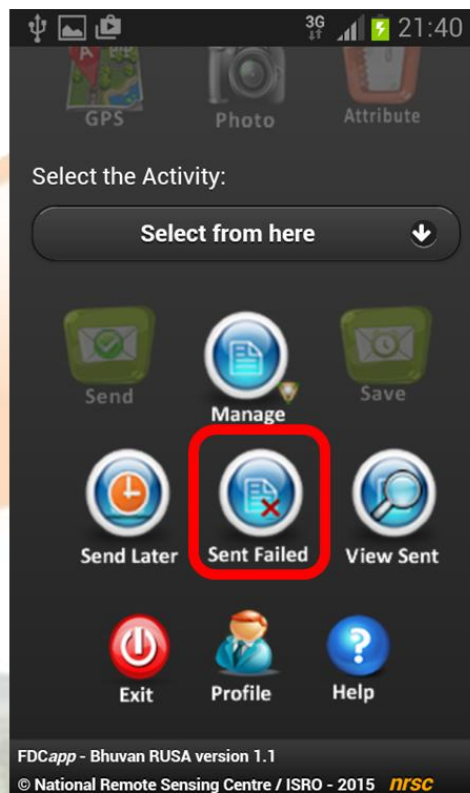 3G 21:40
GPS Photo Attribute
Select the Activity:
Select from here
Send Manage Save
Send Later Sent Failed View Sent
Exit Profile Help
FDCapp - Bhuvan RUSA version 1.1
© National Remote Sensing Centre / ISRO - 2015 nrsc